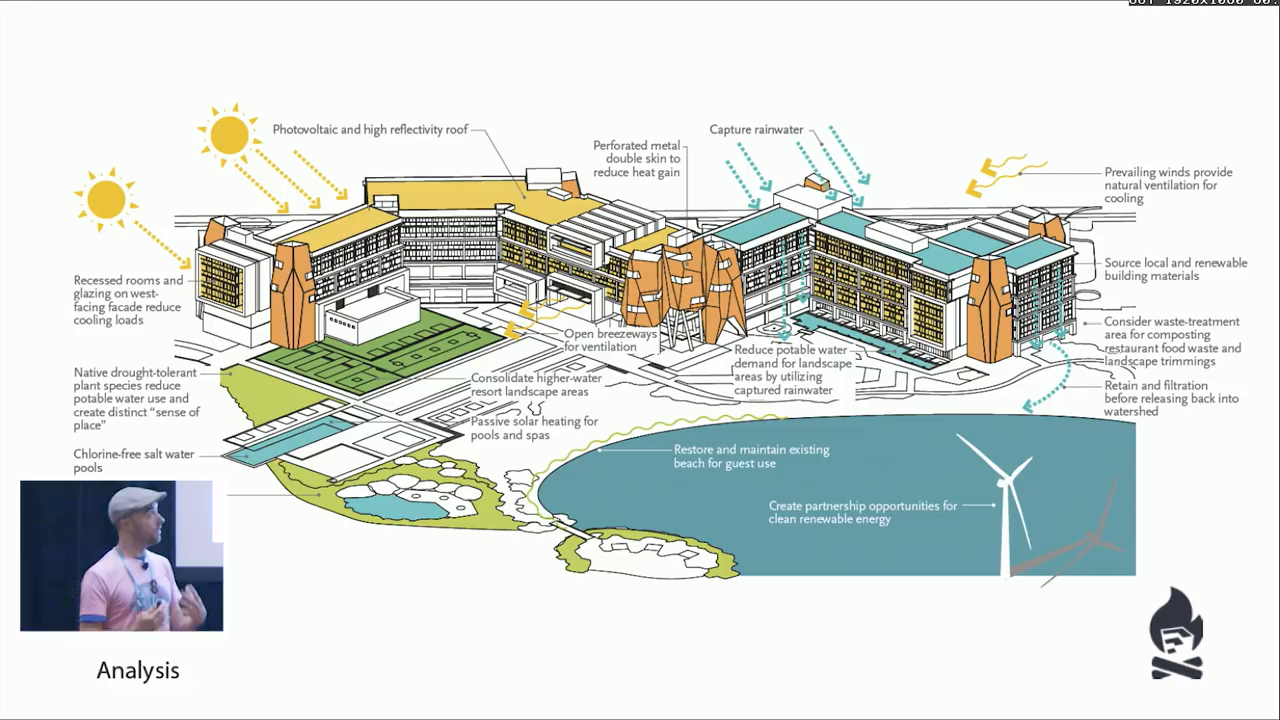 Photovoltaic and high reflectivity roof
Capture rainwater
Perforated metal
double skin to
reduce heat gain
Prevailing winds provide
natural ventilation for
cooling
Recessed rooms and
glazing on west-
facing facade reduce
cooling loads
Source local and renewable
building materials
Open breezeways
for ventilation
Consider waste-treatment
area for composting
restaurant food waste and
landscape trimmings
Reduce potable water
demand for landscape
areas by utilizing
captured rainwater
Native drought-tolerant
plant species reduce
potable water use and
create distinct “sense of
place”
Consolidate higher-water
resort landscape areas
Retain and filtration
before releasing back into
watershed
Passive solar heating for
pools and spas
Chlorine-free salt water
pools
Restore and maintain existing
beach for guest use
Create partnership opportunities for
clean renewable energy
Analysis